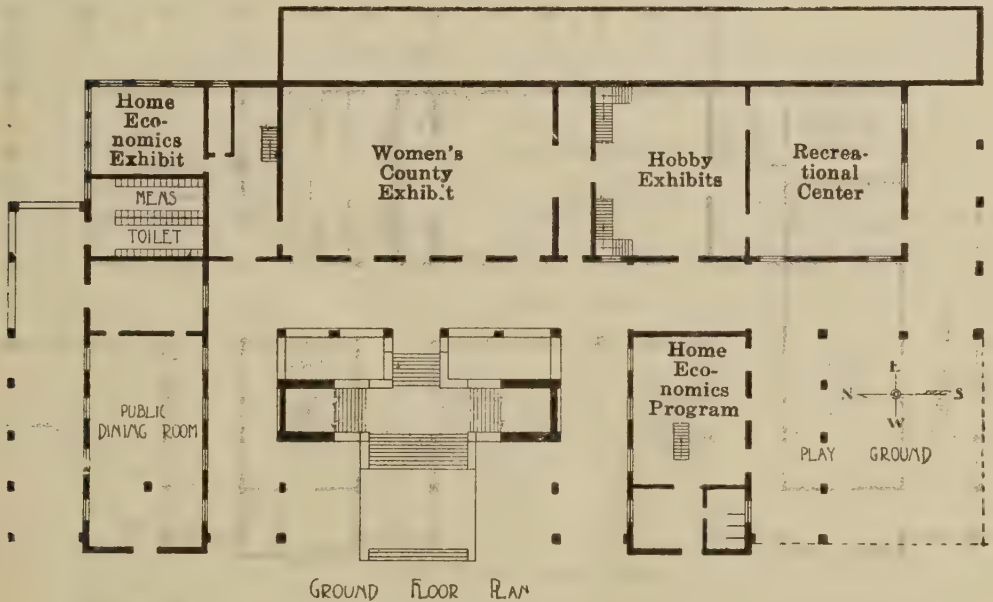 Home
Eco-
nomics
Exhibit
MENS
TOILET
Women's
County
Exhibit
Hobby
Exhibits
Recrea-
tional
Center
PUBLIC
DINING ROOM
Home
Eco-
nomics
Program
E
N
S
W
PLAY GROUND
GROUND FLOOR PLAN